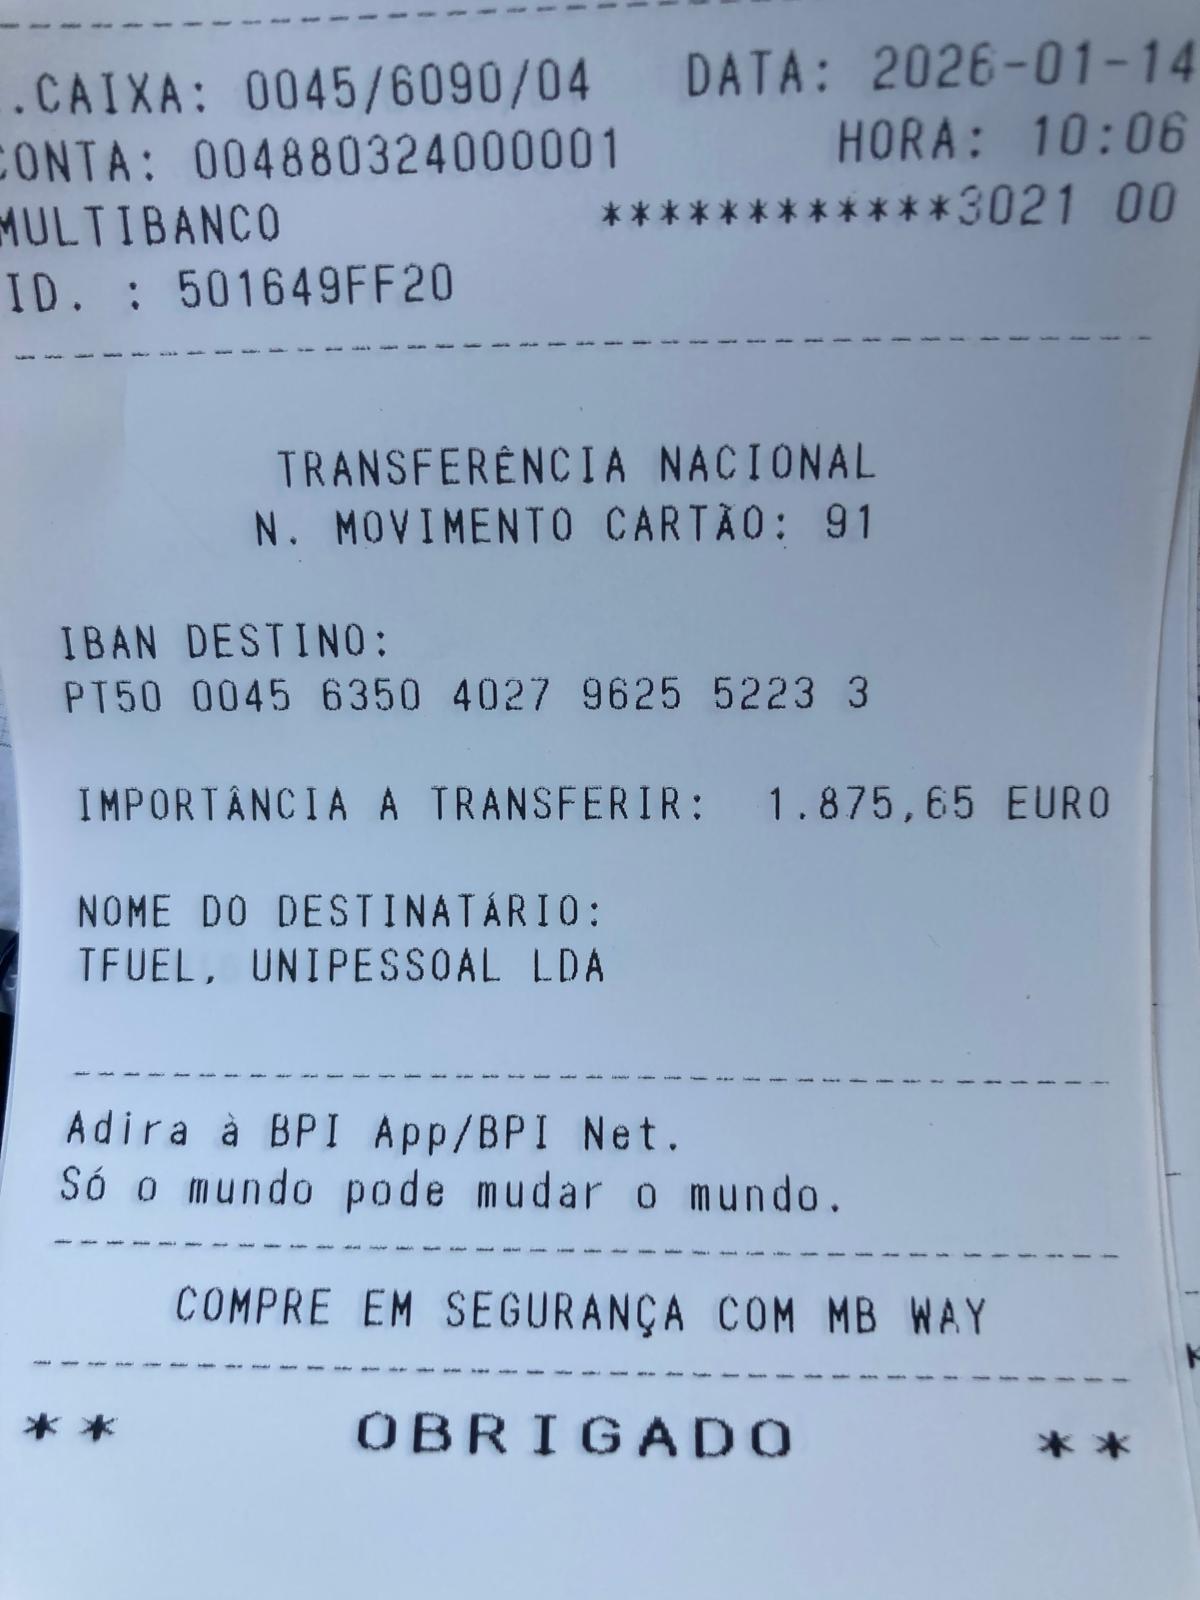 .CAIXA: 0045/6090/04 DATA: 2026-01-14
CONTA: 004880324000001 HORA: 10:06
MULTIBANCO ************3021 00
ID. : 501649FF20
TRANSFERÊNCIA NACIONAL
N. MOVIMENTO CARTÃO: 91
IBAN DESTINO:
PT50 0045 6350 4027 9625 5223 3
IMPORTÂNCIA A TRANSFERIR: 1.875,65 EURO
NOME DO DESTINATÁRIO:
TFUEL, UNIPESSOAL LDA
Adira à BPI App/BPI Net.
Só o mundo pode mudar o mundo.
COMPRE EM SEGURANÇA COM MB WAY
** OBRIGADO **